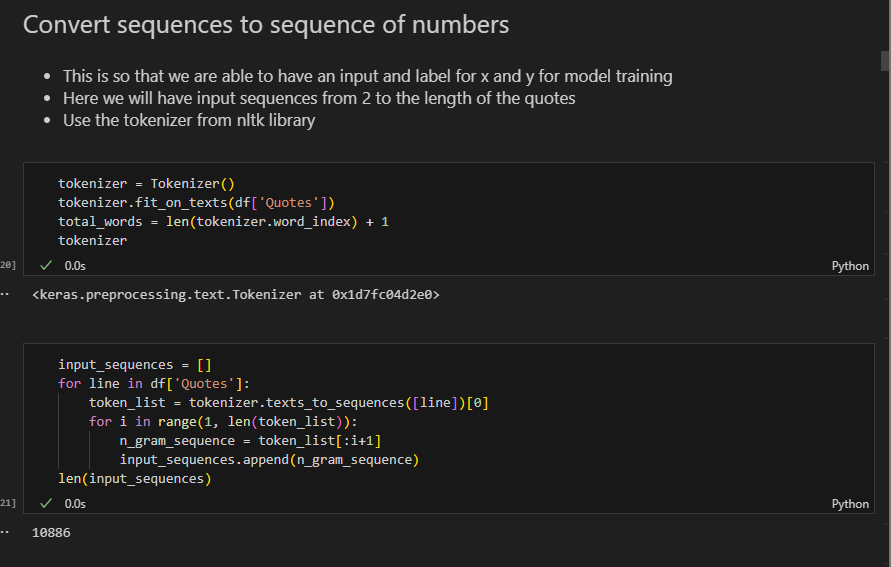 Convert sequences to sequence of numbers
• This is so that we are able to have an input and label for x and y for model training
• Here we will have input sequences from 2 to the length of the quotes
• Use the tokenizer from nltk library
tokenizer = Tokenizer()
tokenizer.fit_on_texts(df['Quotes'])
total_words = len(tokenizer.word_index) + 1
tokenizer
20] ✓ 0.0s Python
.. <keras.preprocessing.text.Tokenizer at 0x1d7fc04d2e0>
input_sequences = []
for line in df['Quotes']:
    token_list = tokenizer.texts_to_sequences([line])[0]
    for i in range(1, len(token_list)):
        n_gram_sequence = token_list[:i+1]
        input_sequences.append(n_gram_sequence)
len(input_sequences)
21] ✓ 0.0s Python
.. 10886